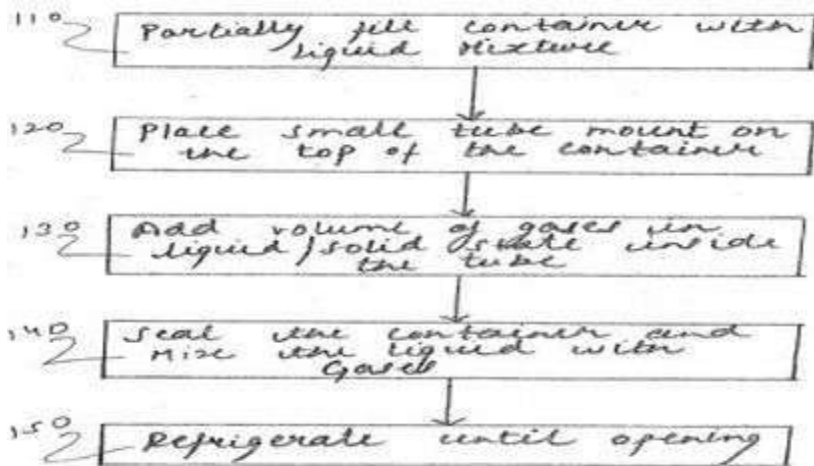 110
Partially fill container with
liquid Mixture
120
Place small tube mount on
the top of the container
130
Add volume of gases in
liquid/solid state inside
the tube
140
Seal the container and
Mix the liquid with
Gases
150
Refrigerate until opening